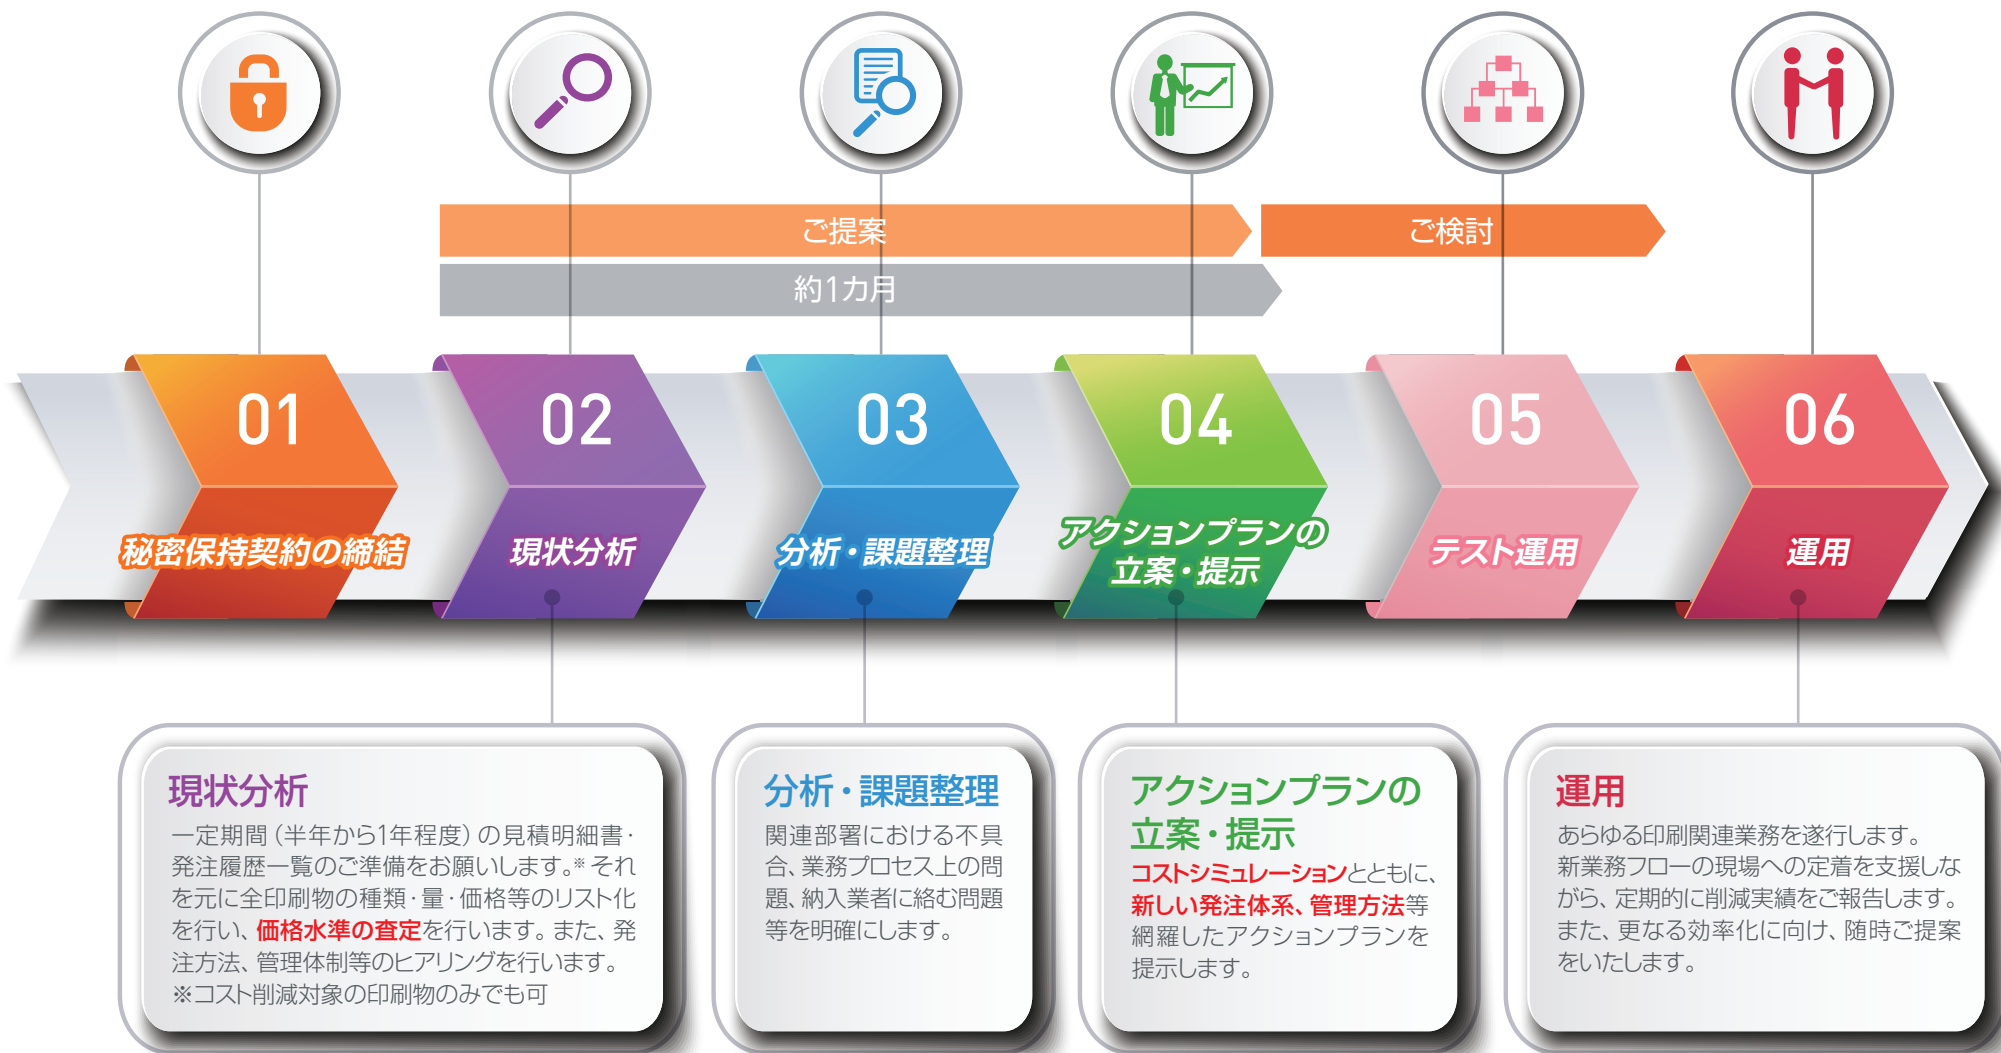 ご提案
ご検討
約1カ月
01
02
03
04
05
06
秘密保持契約の締結
現状分析
分析・課題整理
アクションプランの
立案・提示
テスト運用
運用
現状分析
一定期間（半年から1年程度）の見積明細書・
発注履歴一覧のご準備をお願いします。※それ
を元に全印刷物の種類・量・価格等のリスト化
を行い、価格水準の査定を行います。また、発
注方法、管理体制等のヒアリングを行います。
※コスト削減対象の印刷物のみでも可
分析・課題整理
関連部署における不具
合、業務プロセス上の問
題、納入業者に絡む問題
等を明確にします。
アクションプランの
立案・提示
コストシミュレーションとともに、
新しい発注体系、管理方法等
網羅したアクションプランを
提示します。
運用
あらゆる印刷関連業務を遂行します。
新業務フローの現場への定着を支援しな
がら、定期的に削減実績をご報告します。
また、更なる効率化に向け、随時ご提案
をいたします。